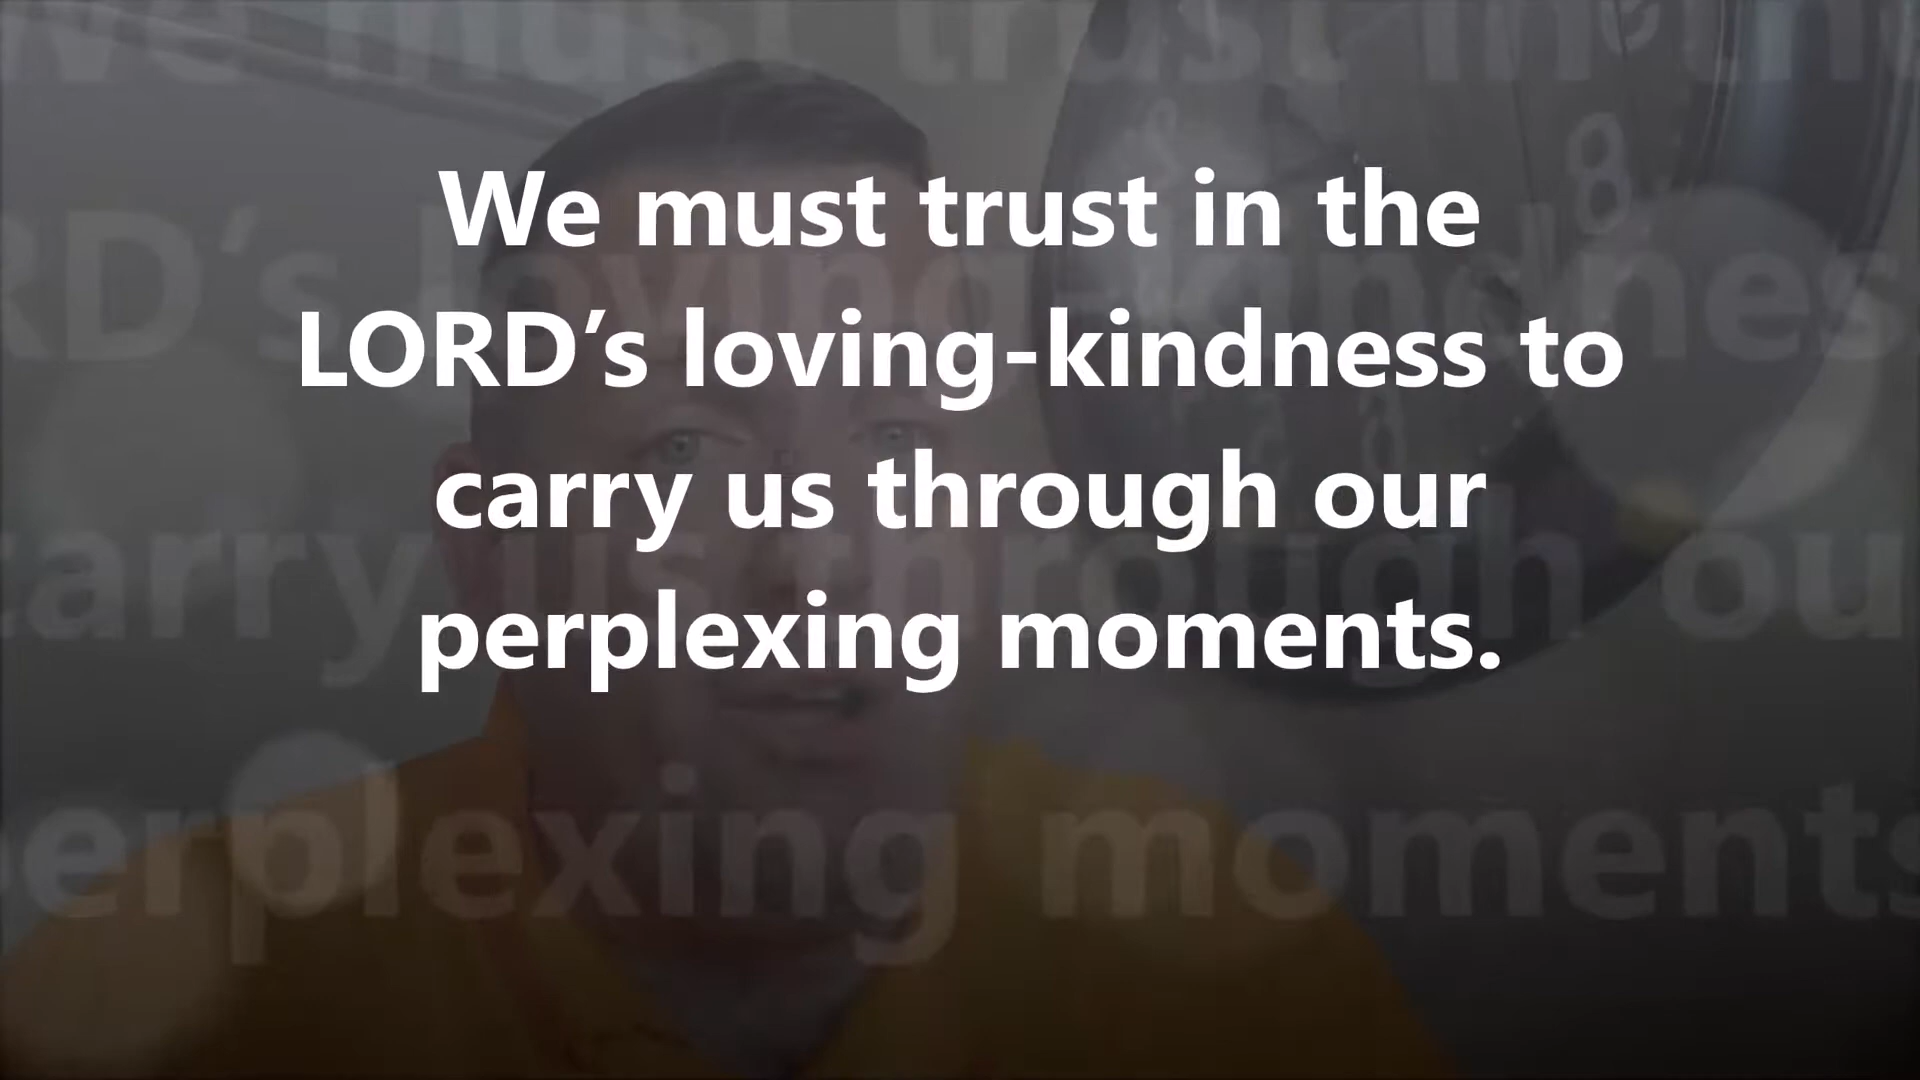 We must trust in the
LORD’s loving-kindness to
carry us through our
perplexing moments.